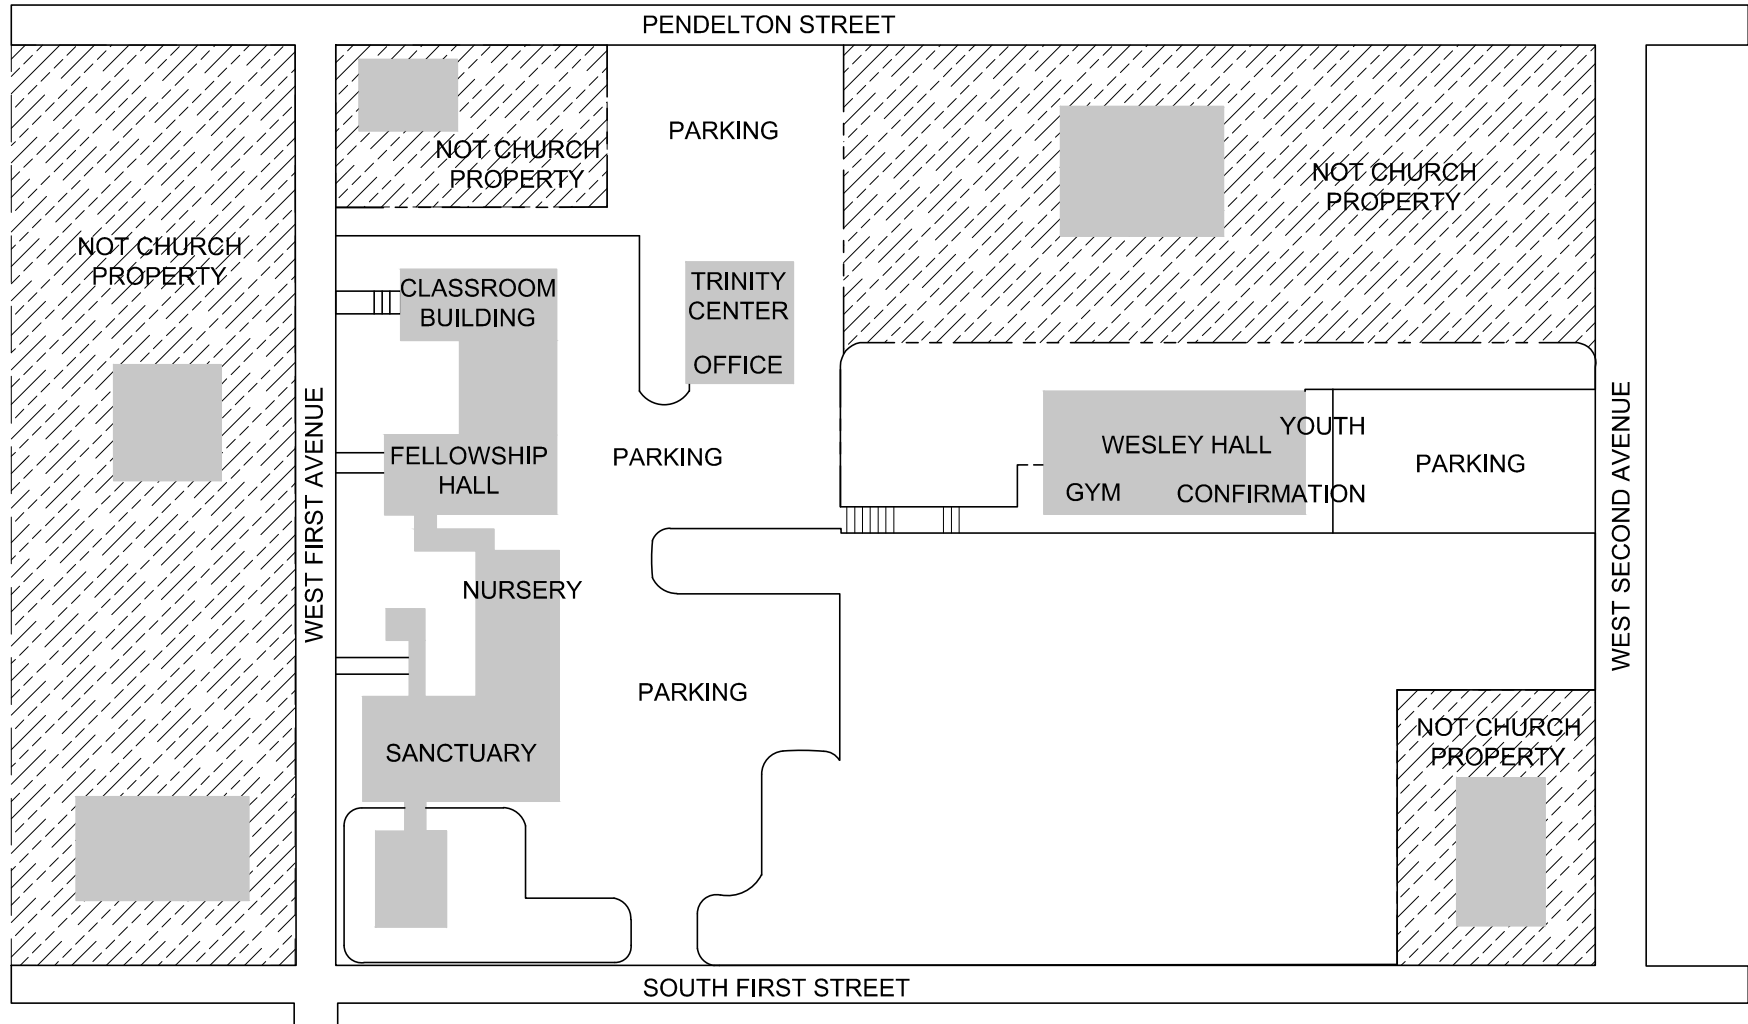 PENDELTON STREET
PARKING
NOT CHURCH
PROPERTY
NOT CHURCH
PROPERTY
NOT CHURCH
PROPERTY
CLASSROOM
BUILDING
TRINITY
CENTER
OFFICE
WEST FIRST AVENUE
FELLOWSHIP
HALL
PARKING
WESLEY HALL
YOUTH
GYM
CONFIRMATION
PARKING
WEST SECOND AVENUE
NURSERY
PARKING
SANCTUARY
NOT CHURCH
PROPERTY
SOUTH FIRST STREET